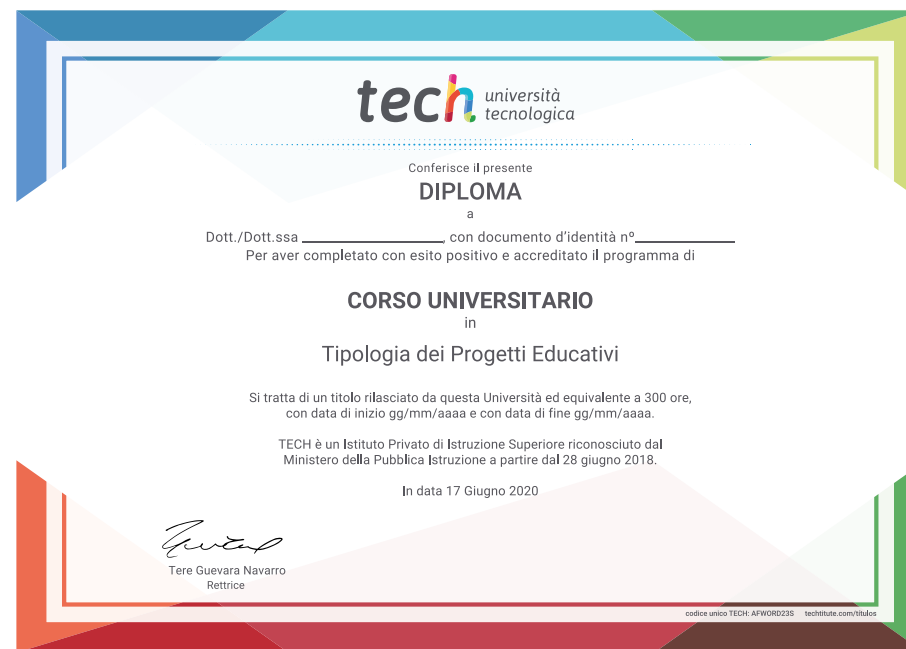 tech università
tecnologica
Conferisce il presente
DIPLOMA
a
Dott./Dott.ssa ________________, con documento d'identità nº____________
Per aver completato con esito positivo e accreditato il programma di
CORSO UNIVERSITARIO
in
Tipologia dei Progetti Educativi
Si tratta di un titolo rilasciato da questa Università ed equivalente a 300 ore,
con data di inizio gg/mm/aaaa e con data di fine gg/mm/aaaa.
TECH è un Istituto Privato di Istruzione Superiore riconosciuto dal
Ministero della Pubblica Istruzione a partire dal 28 giugno 2018.
In data 17 Giugno 2020
Tere Guevara Navarro
Rettrice
codice unico TECH: AFWORD23S techtitute.com/titulos